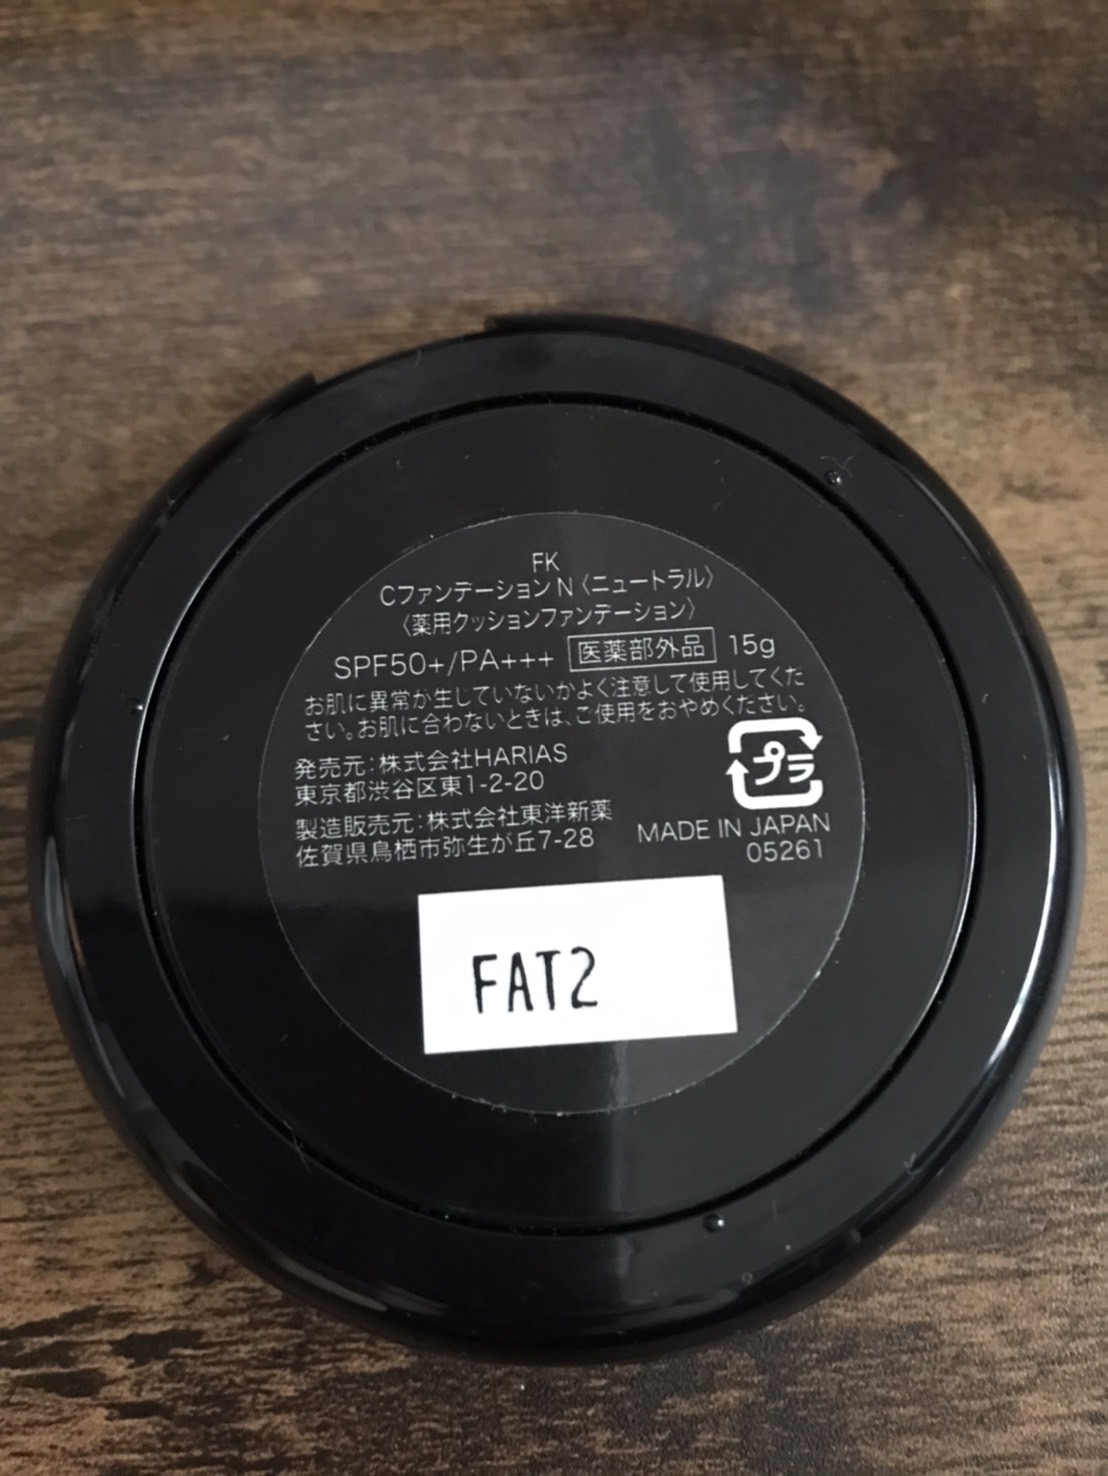 FK
CファンデーションN〈ニュートラル〉
〈薬用クッションファンデーション〉
SPF50+/PA+++ 医薬部外品 15g
お肌に異常が生じていないかよく注意して使用してくだ
さい。お肌に合わないときは、ご使用をおやめください。
発売元:株式会社HARIAS
東京都渋谷区東1-2-20
製造販売元:株式会社東洋新薬
佐賀県鳥栖市弥生が丘7-28
プラ
MADE IN JAPAN
05261
FAT2